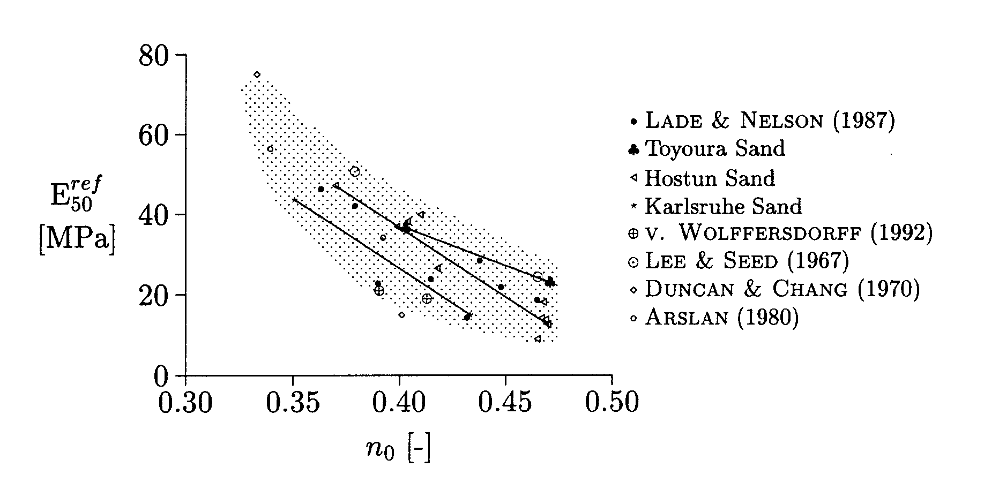 80
60
40
20
0
E_{50}^{ref}
[MPa]
0.30 0.35 0.40 0.45 0.50
n_0 [-]
LADE & NELSON (1987)
Toyoura Sand
Hostun Sand
Karlsruhe Sand
V. WOLFFERSDORFF (1992)
LEE & SEED (1967)
DUNCAN & CHANG (1970)
ARSLAN (1980)